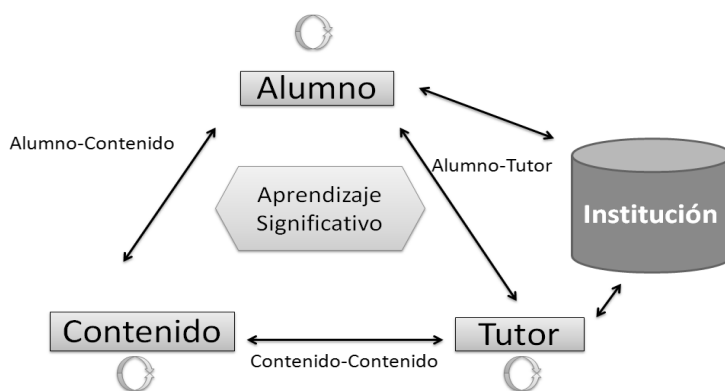 Alumno
Alumno-Contenido
Alumno-Tutor
Aprendizaje
Significativo
Institución
Contenido
Tutor
Contenido-Contenido